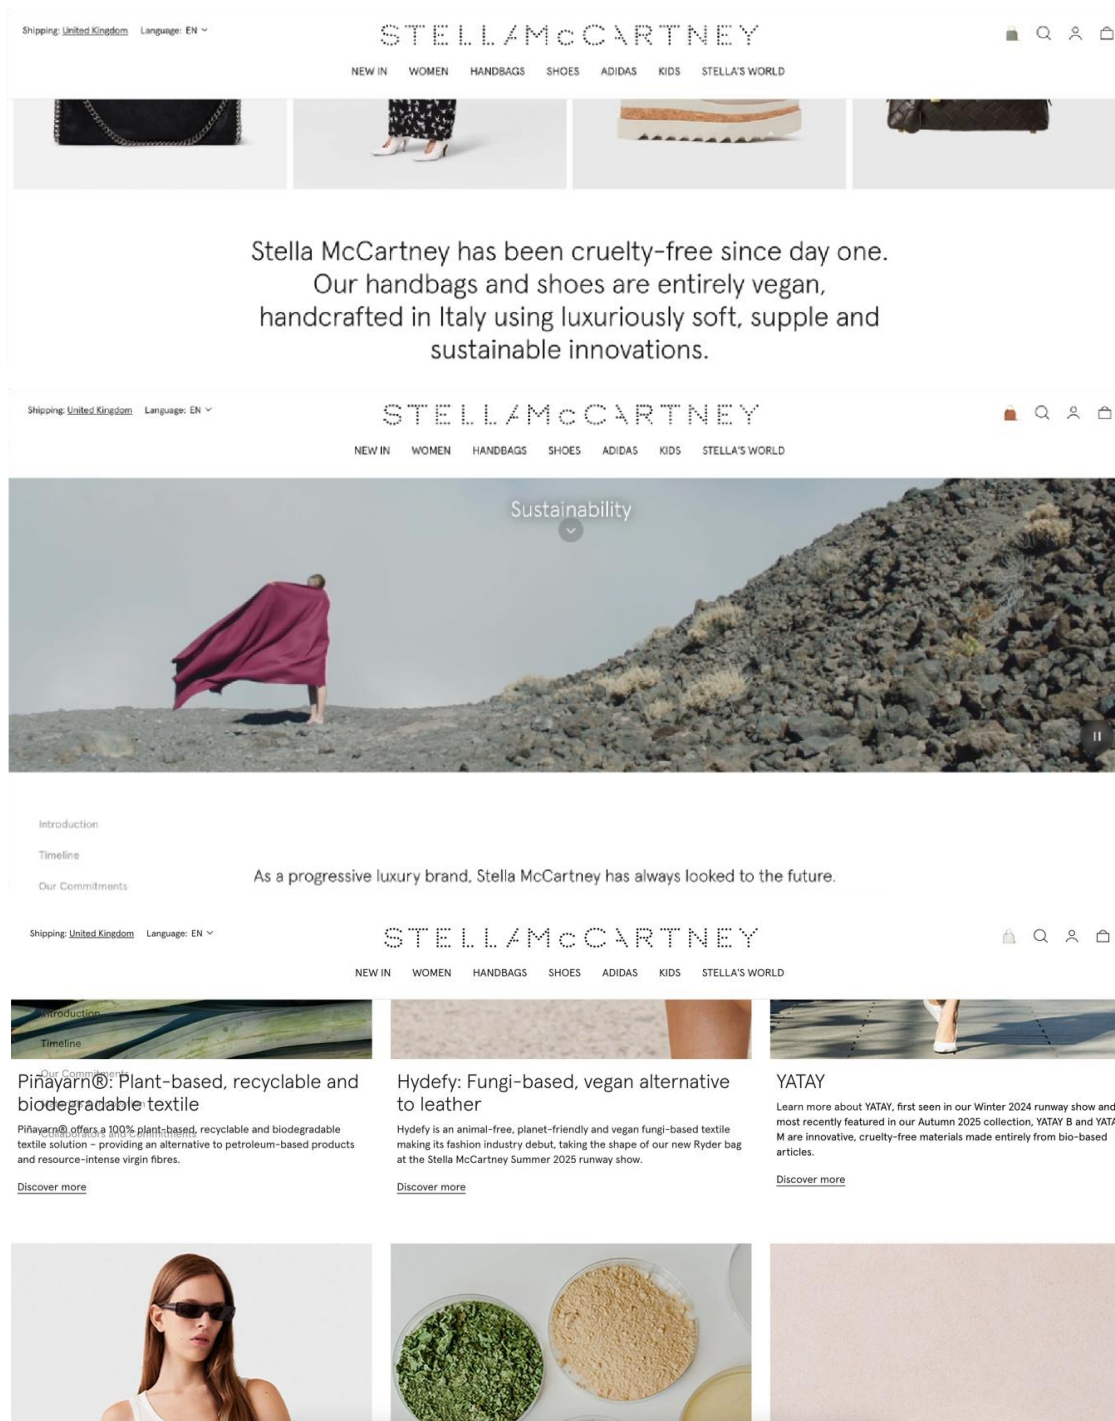 Shipping: United Kingdom Language: EN
STELLA McCARTNEY
NEW IN WOMEN HANDBAGS SHOES ADIDAS KIDS STELLA'S WORLD
Stella McCartney has been cruelty-free since day one.
Our handbags and shoes are entirely vegan,
handcrafted in Italy using luxuriously soft, supple and
sustainable innovations.
Shipping: United Kingdom Language: EN
STELLA McCARTNEY
NEW IN WOMEN HANDBAGS SHOES ADIDAS KIDS STELLA'S WORLD
Sustainability
Introduction
Timeline
Our Commitments
As a progressive luxury brand, Stella McCartney has always looked to the future.
Shipping: United Kingdom Language: EN
STELLA McCARTNEY
NEW IN WOMEN HANDBAGS SHOES ADIDAS KIDS STELLA'S WORLD
Introduction
Timeline
Our Commitments
Piñayarn®: Plant-based, recyclable and
biodegradable textile
Collaborators and Commitments
Piñayarn® offers a 100% plant-based, recyclable and biodegradable
textile solution – providing an alternative to petroleum-based products
and resource-intense virgin fibres.
Discover more
Hydefy: Fungi-based, vegan alternative
to leather
Hydefy is an animal-free, planet-friendly and vegan fungi-based textile
making its fashion industry debut, taking the shape of our new Ryder bag
at the Stella McCartney Summer 2025 runway show.
Discover more
YATAY
Learn more about YATAY, first seen in our Winter 2024 runway show and
most recently featured in our Autumn 2025 collection, YATAY B and YATA
M are innovative, cruelty-free materials made entirely from bio-based
articles.
Discover more